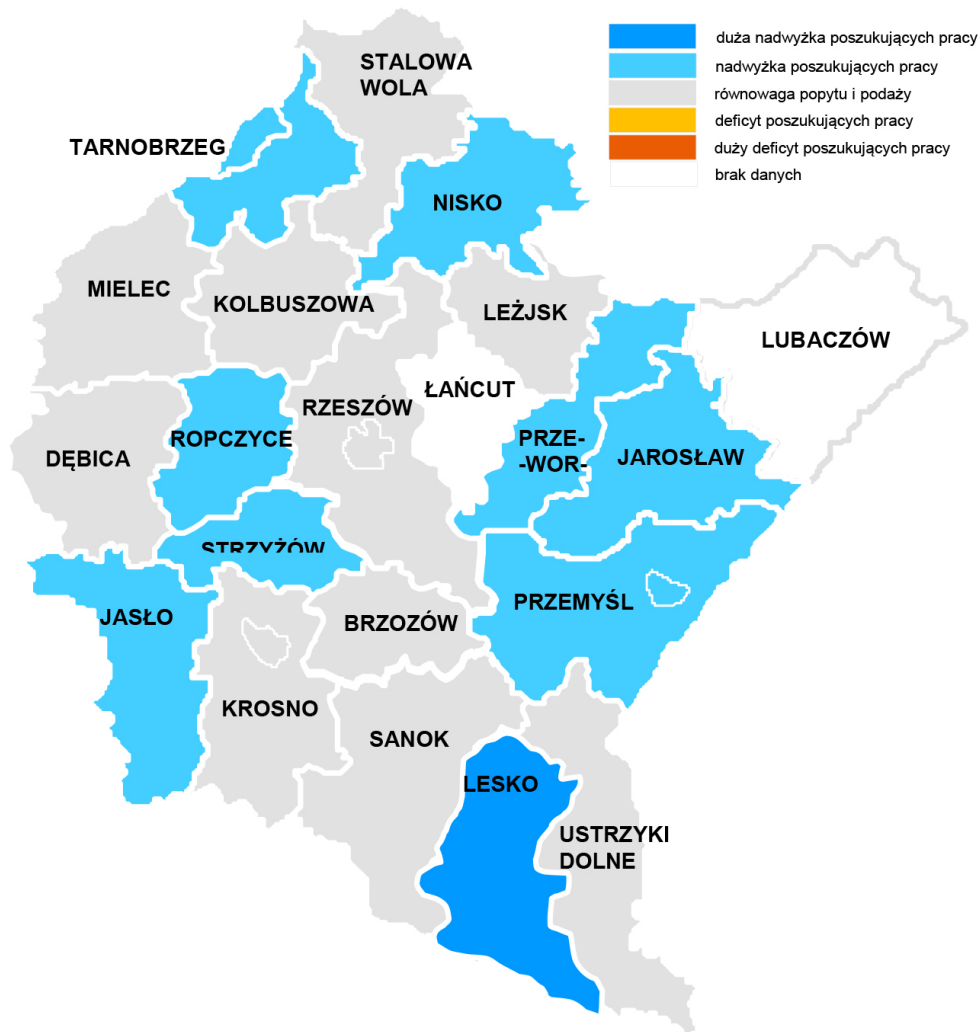 duża nadwyżka poszukujących pracy
nadwyżka poszukujących pracy
równowaga popytu i podaży
deficyt poszukujących pracy
duży deficyt poszukujących pracy
brak danych
STALOWA
WOLA
TARNOBRZEG
NISKO
MIELEC
KOLBUSZOWA
LEŻJSK
LUBACZÓW
ŁAŃCUT
RZESZÓW
ROPCZYCE
DĘBICA
PRZE-
-WOR-
JAROSŁAW
STRZYŻÓW
PRZEMYŚL
JASŁO
BRZOZÓW
KROSNO
SANOK
LESKO
USTRZYKI
DOLNE